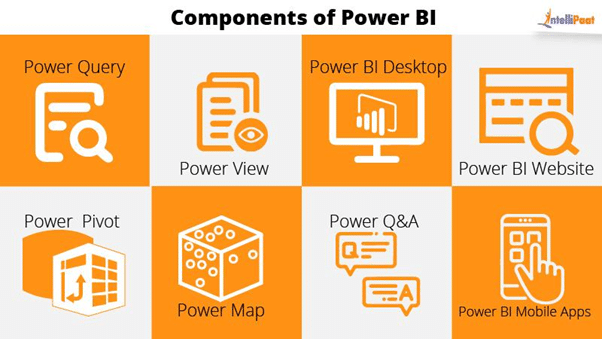 Components of Power BI
IntelliPaat
Power Query
Power View
Power BI Desktop
Power BI Website
Power Pivot
Power Map
Power Q&A
Q
A
Power BI Mobile Apps